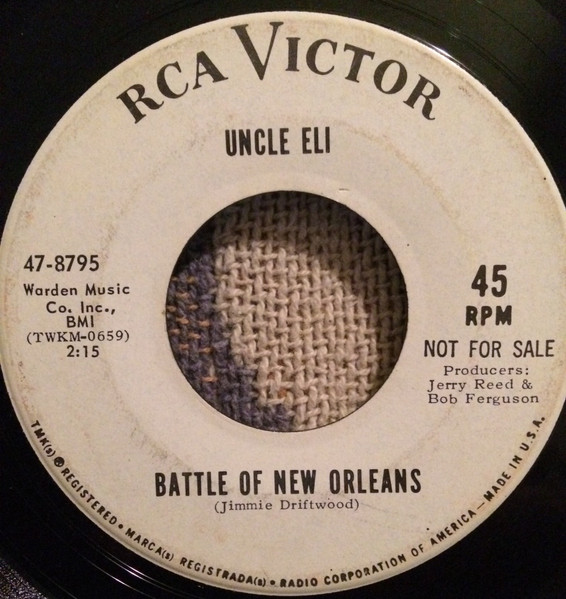 RCA VICTOR
UNCLE ELI
47-8795
Warden Music
Co. Inc.,
BMI
(TWKM-0659)
2:15
45
RPM
NOT FOR SALE
Producers:
Jerry Reed &
Bob Ferguson
BATTLE OF NEW ORLEANS
(Jimmie Driftwood)
TMK(s) ® REGISTERED • MARCA(s) REGISTRADA(s) • RADIO CORPORATION OF AMERICA—MADE IN U.S.A.